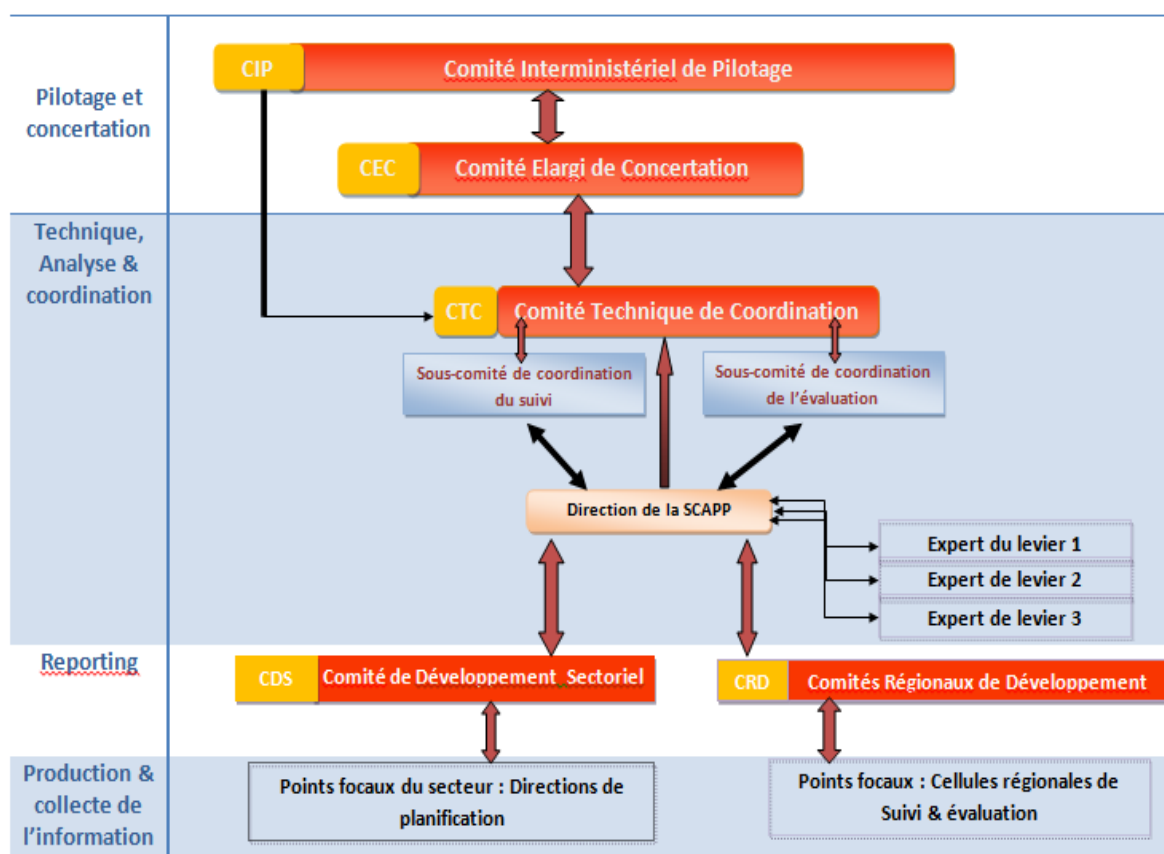 CIP
Comité Interministériel de Pilotage
Pilotage et
concertation
CEC
Comité Elargi de Concertation
Technique,
Analyse &
coordination
CTC
Comité Technique de Coordination
Sous-comité de coordination
du suivi
Sous-comité de coordination
de l'évaluation
Direction de la SCAPP
Expert du levier 1
Expert de levier 2
Expert de levier 3
Reporting
CDS
Comité de Développement Sectoriel
CRD
Comités Régionaux de Développement
Production &
collecte de
l'information
Points focaux du secteur : Directions de
planification
Points focaux : Cellules régionales de
Suivi & évaluation